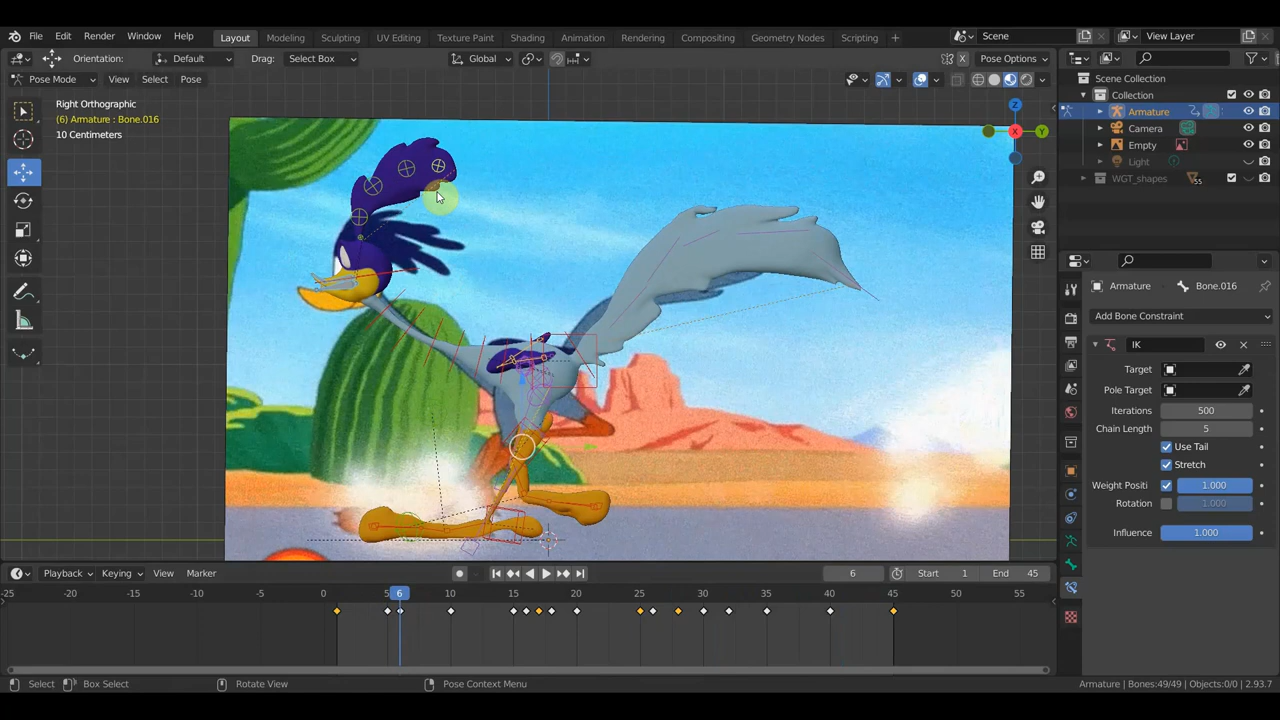 File Edit Render Window Help Layout Modeling Sculpting UV Editing Texture Paint Shading Animation Rendering Compositing Geometry Nodes Scripting + Scene View Layer
Orientation: Default Drag: Select Box Global X Pose Options
Pose Mode View Select Pose
Right Orthographic
(6) Armature : Bone.016
10 Centimeters
Z
X
Y
Scene Collection
Collection
Armature
Camera
Empty
Light
WGT_shapes 55
Armature > Bone.016
Add Bone Constraint
IK
Target
Pole Target
Iterations 500
Chain Length 5
Use Tail
Stretch
Weight Positi 1.000
Rotation 1.000
Influence 1.000
Playback Keying View Marker 6 Start 1 End 45
-25 -20 -15 -10 -5 0 5 6 10 15 20 25 30 35 40 45 50 55
Select Box Select Rotate View Pose Context Menu Armature | Bones:49/49 | Objects:0/0 | 2.93.7